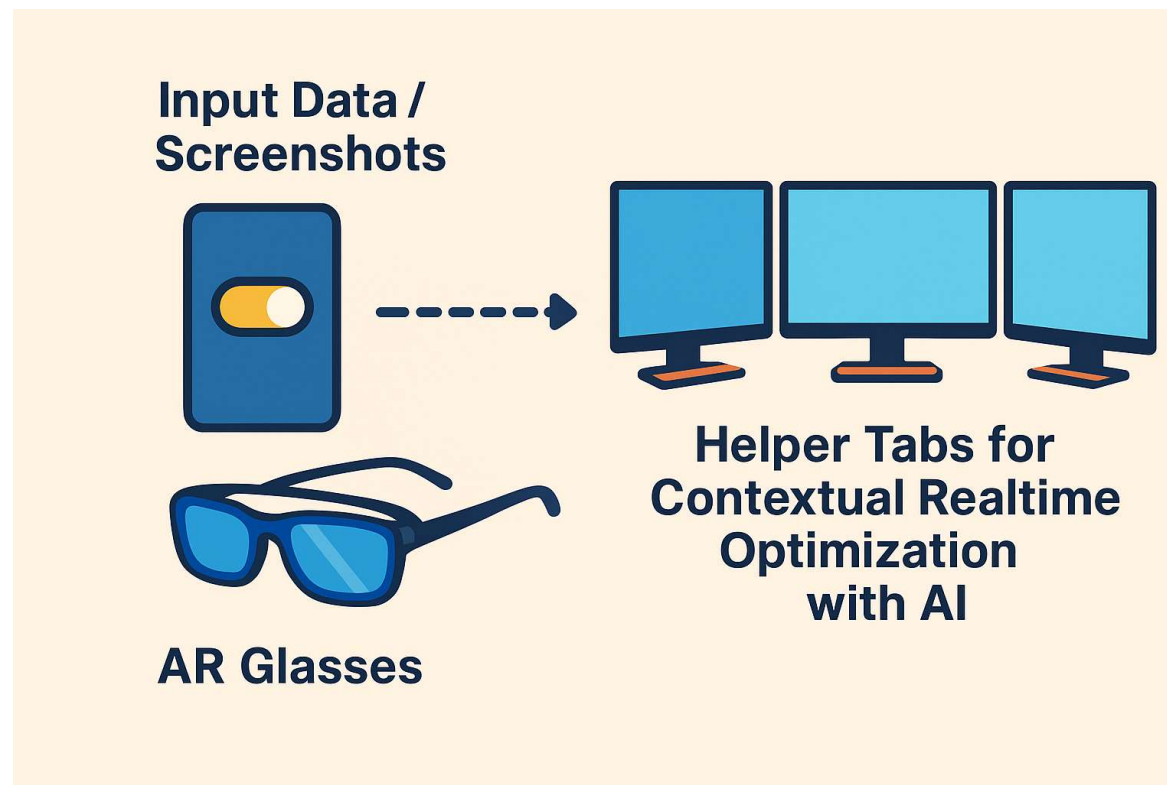 Input Data /
Screenshots
AR Glasses
Helper Tabs for
Contextual Realtime
Optimization
with AI